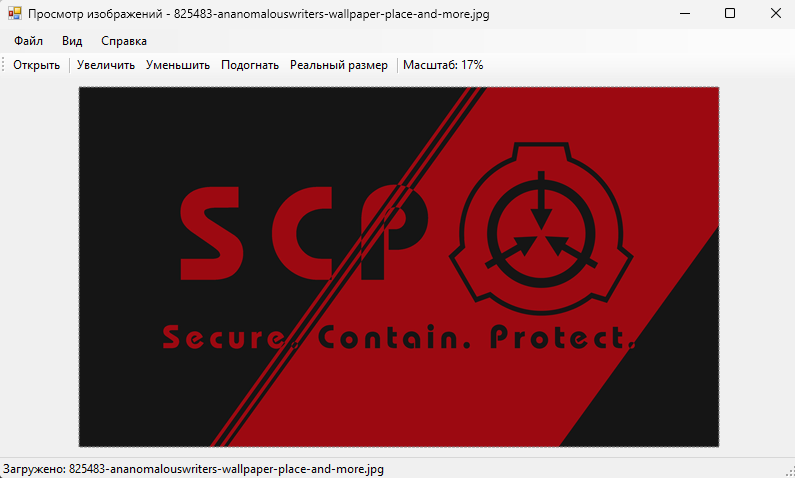 Просмотр изображений - 825483-ananomalouswriters-wallpaper-place-and-more.jpg
Файл Вид Справка
Открыть Увеличить Уменьшить Подогнать Реальный размер Масштаб: 17%
SCP
Secure. Contain. Protect.
Загружено: 825483-ananomalouswriters-wallpaper-place-and-more.jpg